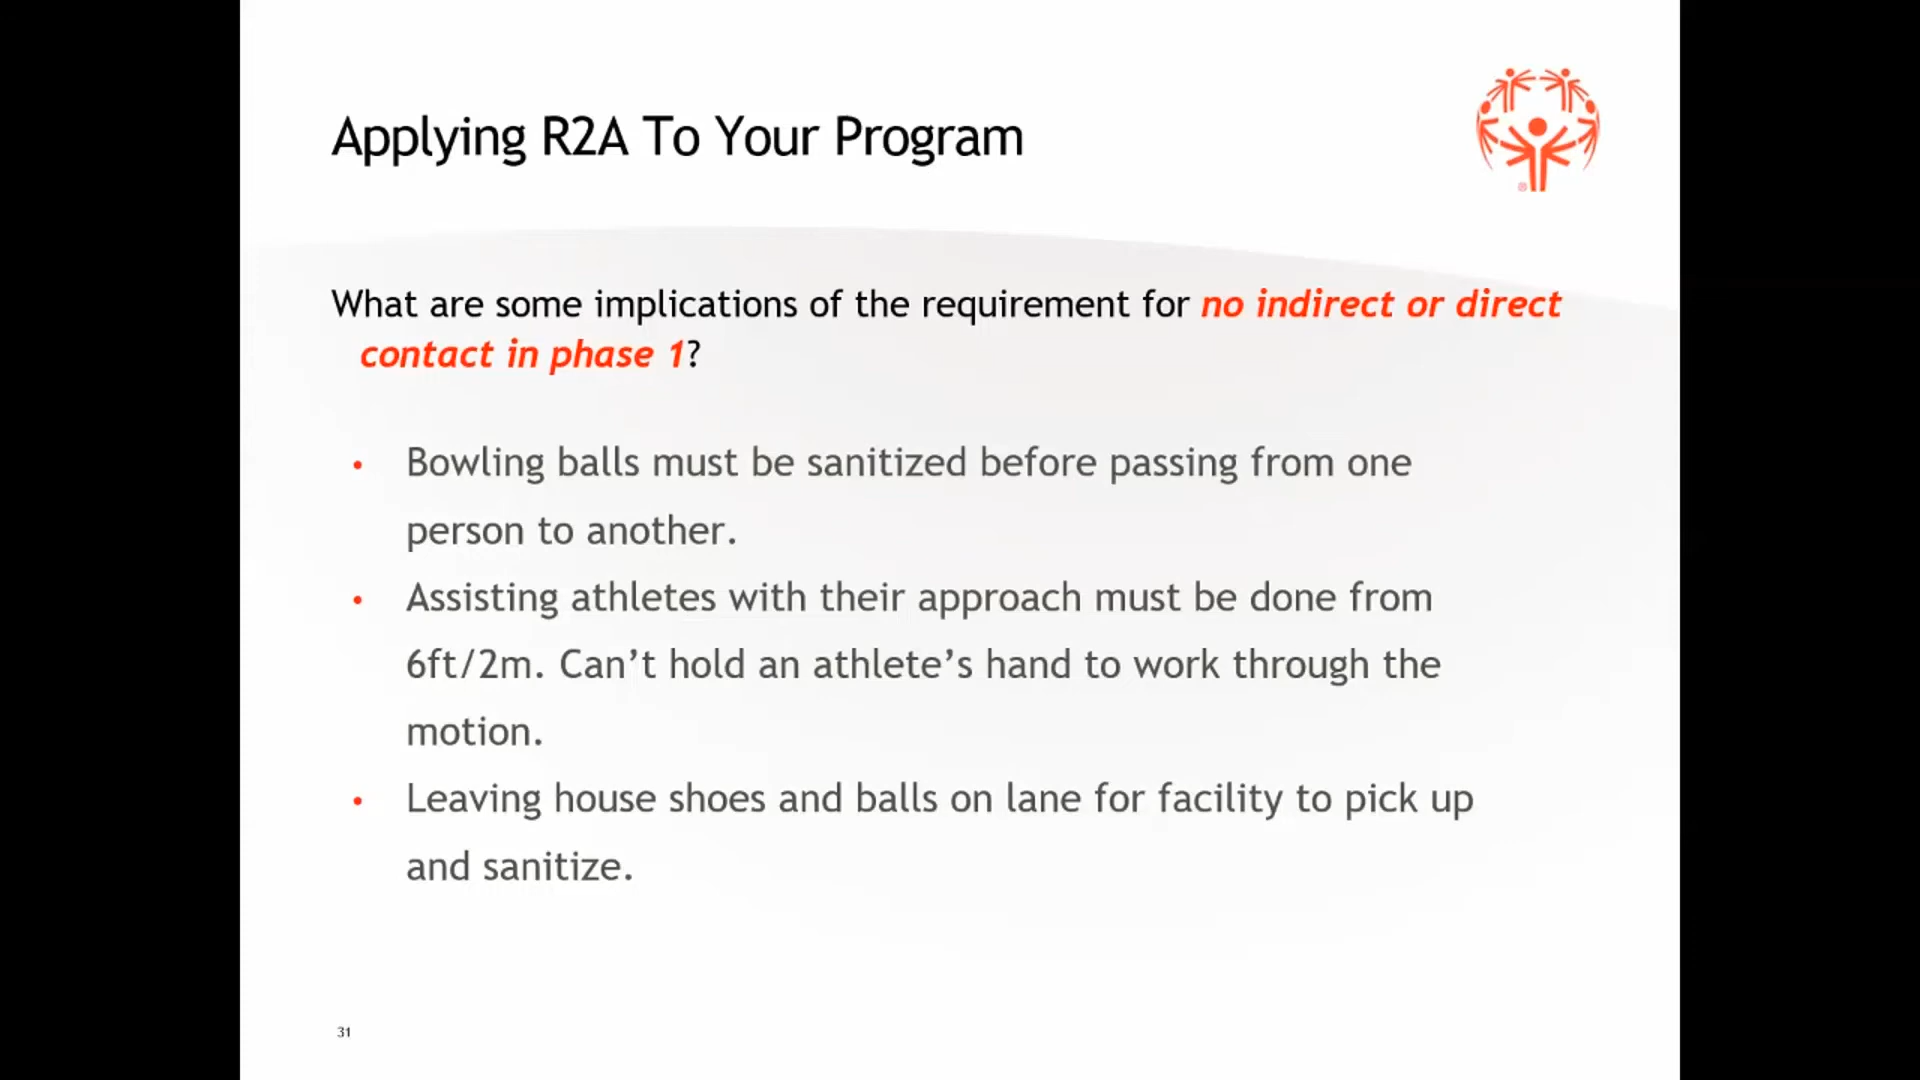 Applying R2A To Your Program
What are some implications of the requirement for no indirect or direct
contact in phase 1?
• Bowling balls must be sanitized before passing from one
person to another.
• Assisting athletes with their approach must be done from
6ft/2m. Can’t hold an athlete’s hand to work through the
motion.
• Leaving house shoes and balls on lane for facility to pick up
and sanitize.
31
®